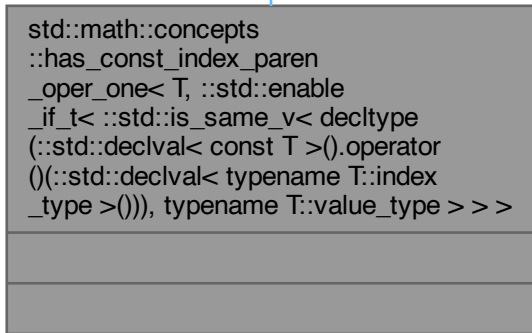 std::math::concepts
::has_const_index_paren
_oper_one< T, ::std::enable
_if_t< ::std::is_same_v< decltype
(::std::declval< const T >().operator
()(::std::declval< typename T::index
_type >())), typename T::value_type > > >